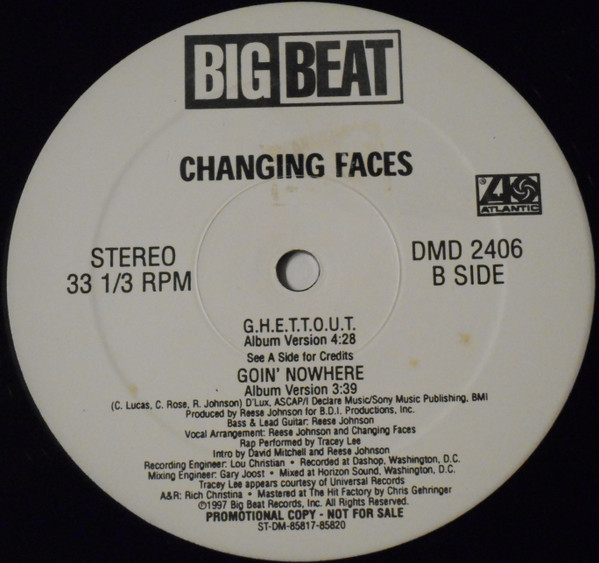 BIG BEAT
CHANGING FACES
ATLANTIC
STEREO
33 1/3 RPM
DMD 2406
B SIDE
G.H.E.T.T.O.U.T.
Album Version 4:28
See A Side for Credits
GOIN' NOWHERE
Album Version 3:39
(C. Lucas, C. Rose, R. Johnson) D'Lux, ASCAP/I Declare Music/Sony Music Publishing, BMI
Produced by Reese Johnson for B.D.I. Productions, Inc.
Bass & Lead Guitar: Reese Johnson
Vocal Arrangement: Reese Johnson and Changing Faces
Rap Performed by Tracey Lee
Intro by David Mitchell and Reese Johnson
Recording Engineer: Lou Christian • Recorded at Dashop, Washington, D.C.
Mixing Engineer: Gary Joost • Mixed at Horizon Sound, Washington, D.C.
Tracey Lee appears courtesy of Universal Records
A&R: Rich Christina • Mastered at The Hit Factory by Chris Gehringer
©1997 Big Beat Records, Inc. All Rights Reserved.
PROMOTIONAL COPY - NOT FOR SALE
ST-DM-85817-85820